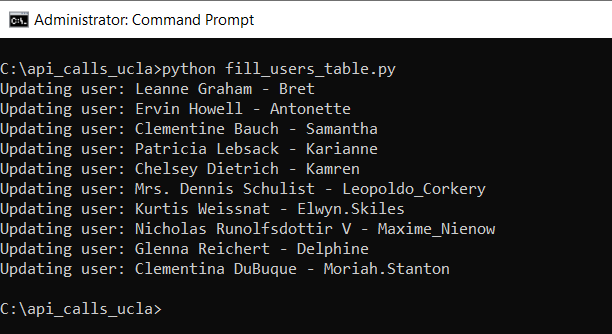 Administrator: Command Prompt
C:\api_calls_ucla>python fill_users_table.py
Updating user: Leanne Graham - Bret
Updating user: Ervin Howell - Antonette
Updating user: Clementine Bauch - Samantha
Updating user: Patricia Lebsack - Karianne
Updating user: Chelsey Dietrich - Kamren
Updating user: Mrs. Dennis Schulist - Leopoldo_Corkery
Updating user: Kurtis Weissnat - Elwyn.Skiles
Updating user: Nicholas Runolfsdottir V - Maxime_Nienow
Updating user: Glenna Reichert - Delphine
Updating user: Clementina DuBuque - Moriah.Stanton
C:\api_calls_ucla>